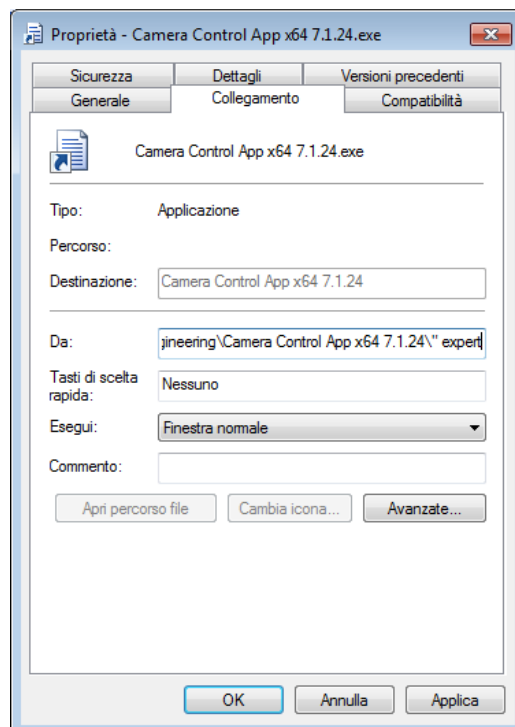 Proprietà - Camera Control App x64 7.1.24.exe
Sicurezza Dettagli Versioni precedenti
Generale Collegamento Compatibilità
Camera Control App x64 7.1.24.exe
Tipo: Applicazione
Percorso:
Destinazione: Camera Control App x64 7.1.24
Da: gineering\Camera Control App x64 7.1.24\" expert
Tasti di scelta
rapida: Nessuno
Esegui: Finestra normale
Commento:
Apri percorso file Cambia icona... Avanzate...
OK Annulla Applica